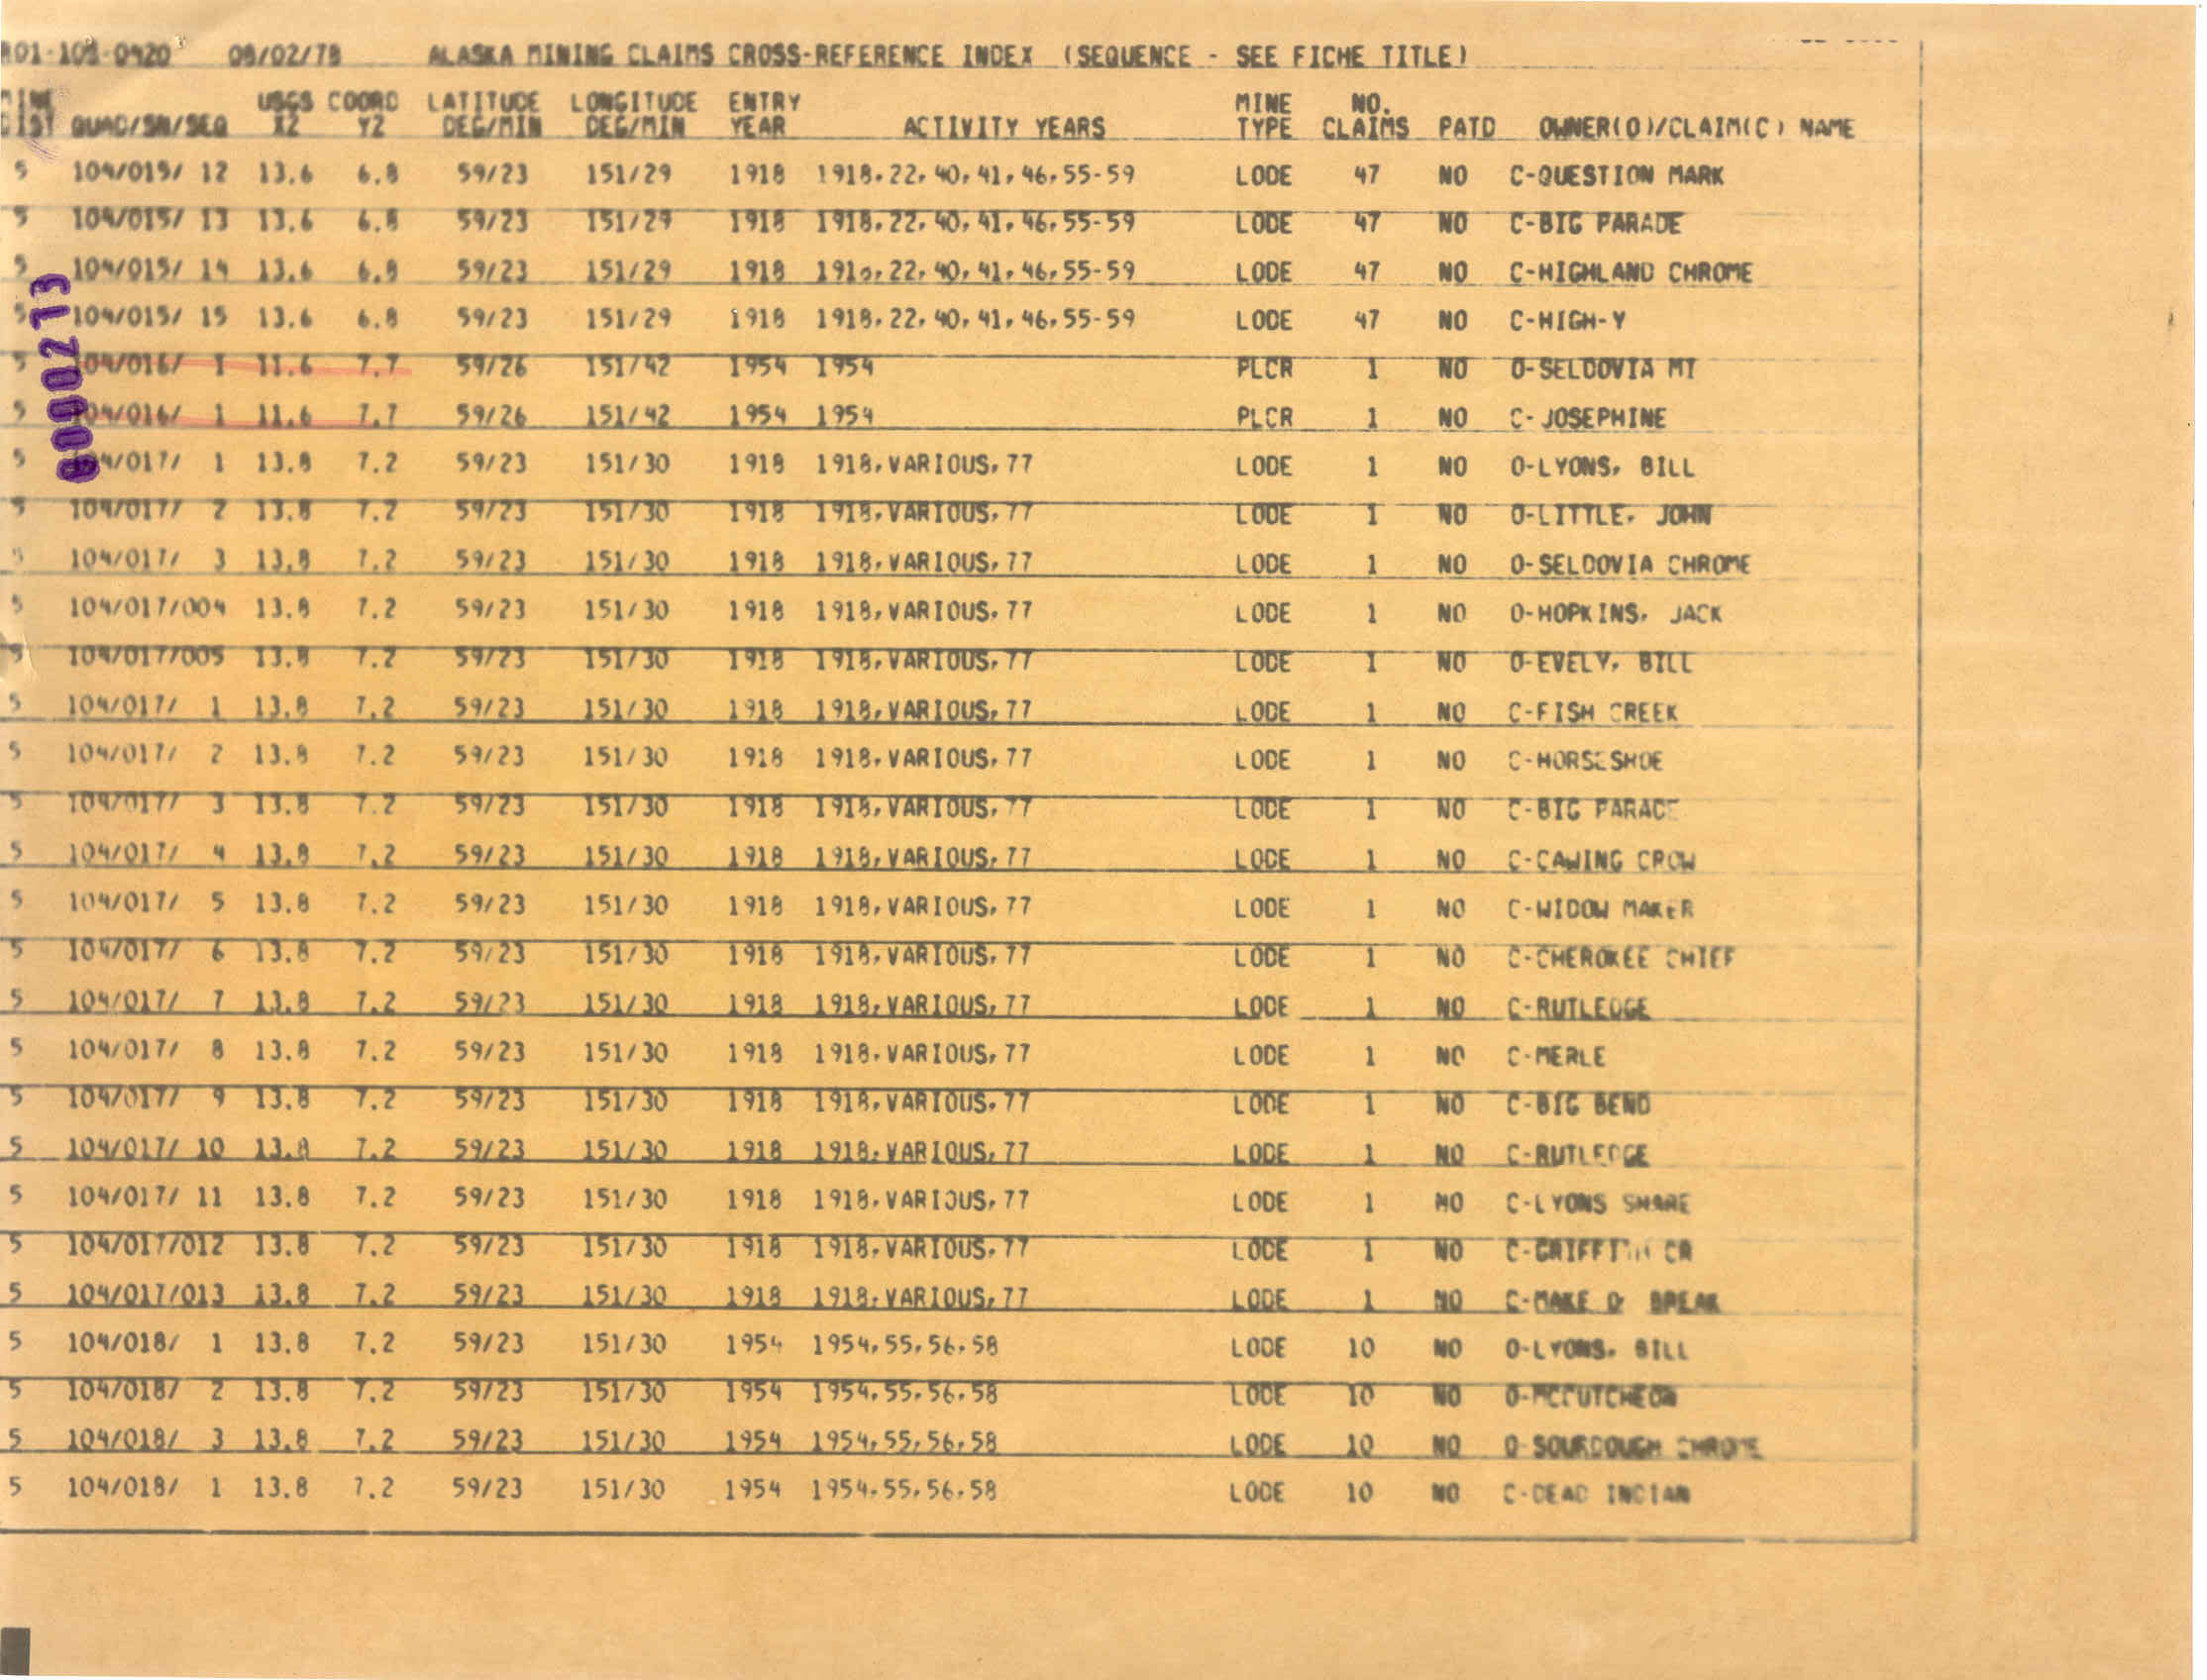 101-108-0420 08/02/78 ALASKA MINING CLAIMS CROSS-REFERENCE INDEX (SEQUENCE - SEE FICHE TITLE)
USGS COORD LATITUDE LONGITUDE ENTRY MINE NO.
DIST QUAD/SN/SEQ XZ YZ DEG/MIN DEG/MIN YEAR ACTIVITY YEARS TYPE CLAIMS PATD OWNER(O)/CLAIM(C) NAME
5 104/015/ 12 13.6 6.8 59/23 151/29 1918 1918,22,40,41,46,55-59 LODE 47 NO C-QUESTION MARK
5 104/015/ 13 13.6 6.8 59/23 151/29 1918 1918,22,40,41,46,55-59 LODE 47 NO C-BIG PARADE
5 104/015/ 14 13.6 6.8 59/23 151/29 1918 1918,22,40,41,46,55-59 LODE 47 NO C-HIGHLAND CHROME
5 104/015/ 15 13.6 6.8 59/23 151/29 1918 1918,22,40,41,46,55-59 LODE 47 NO C-HIGH-Y
5 104/016/ 1 11.6 7.7 59/26 151/42 1954 1954 PLCR 1 NO O-SELDOVIA MT
5 104/016/ 1 11.6 7.7 59/26 151/42 1954 1954 PLCR 1 NO C-JOSEPHINE
5 104/017/ 1 13.8 7.2 59/23 151/30 1918 1918,VARIOUS,77 LODE 1 NO O-LYONS, BILL
5 104/017/ 2 13.8 7.2 59/23 151/30 1918 1918,VARIOUS,77 LODE 1 NO O-LITTLE, JOHN
5 104/017/ 3 13.8 7.2 59/23 151/30 1918 1918,VARIOUS,77 LODE 1 NO O-SELDOVIA CHROME
5 104/017/004 13.8 7.2 59/23 151/30 1918 1918,VARIOUS,77 LODE 1 NO O-HOPKINS, JACK
5 104/017/005 13.8 7.2 59/23 151/30 1918 1918,VARIOUS,77 LODE 1 NO O-EVELY, BILL
5 104/017/ 1 13.8 7.2 59/23 151/30 1918 1918,VARIOUS,77 LODE 1 NO C-FISH CREEK
5 104/017/ 2 13.8 7.2 59/23 151/30 1918 1918,VARIOUS,77 LODE 1 NO C-HORSESHOE
5 104/017/ 3 13.8 7.2 59/23 151/30 1918 1918,VARIOUS,77 LODE 1 NO C-BIG PARADE
5 104/017/ 4 13.8 7.2 59/23 151/30 1918 1918,VARIOUS,77 LODE 1 NO C-CAWING CROW
5 104/017/ 5 13.8 7.2 59/23 151/30 1918 1918,VARIOUS,77 LODE 1 NO C-WIDOW MAKER
5 104/017/ 6 13.8 7.2 59/23 151/30 1918 1918,VARIOUS,77 LODE 1 NO C-CHEROKEE CHIEF
5 104/017/ 7 13.8 7.2 59/23 151/30 1918 1918,VARIOUS,77 LODE 1 NO C-RUTLEDGE
5 104/017/ 8 13.8 7.2 59/23 151/30 1918 1918,VARIOUS,77 LODE 1 NO C-MERLE
5 104/017/ 9 13.8 7.2 59/23 151/30 1918 1918,VARIOUS,77 LODE 1 NO C-BIG BEND
5 104/017/ 10 13.8 7.2 59/23 151/30 1918 1918,VARIOUS,77 LODE 1 NO C-RUTLEDGE
5 104/017/ 11 13.8 7.2 59/23 151/30 1918 1918,VARIOUS,77 LODE 1 NO C-LYONS SHARE
5 104/017/012 13.8 7.2 59/23 151/30 1918 1918,VARIOUS,77 LODE 1 NO C-GRIFFIN CR
5 104/017/013 13.8 7.2 59/23 151/30 1918 1918,VARIOUS,77 LODE 1 NO C-MAKE O BREAK
5 104/018/ 1 13.8 7.2 59/23 151/30 1954 1954,55,56,58 LODE 10 NO O-LYONS, BILL
5 104/018/ 2 13.8 7.2 59/23 151/30 1954 1954,55,56,58 LODE 10 NO O-MCCUTCHEON
5 104/018/ 3 13.8 7.2 59/23 151/30 1954 1954,55,56,58 LODE 10 NO O-SOURDOUGH CHROME
5 104/018/ 1 13.8 7.2 59/23 151/30 1954 1954,55,56,58 LODE 10 NO C-DEAD INDIAN
0000213